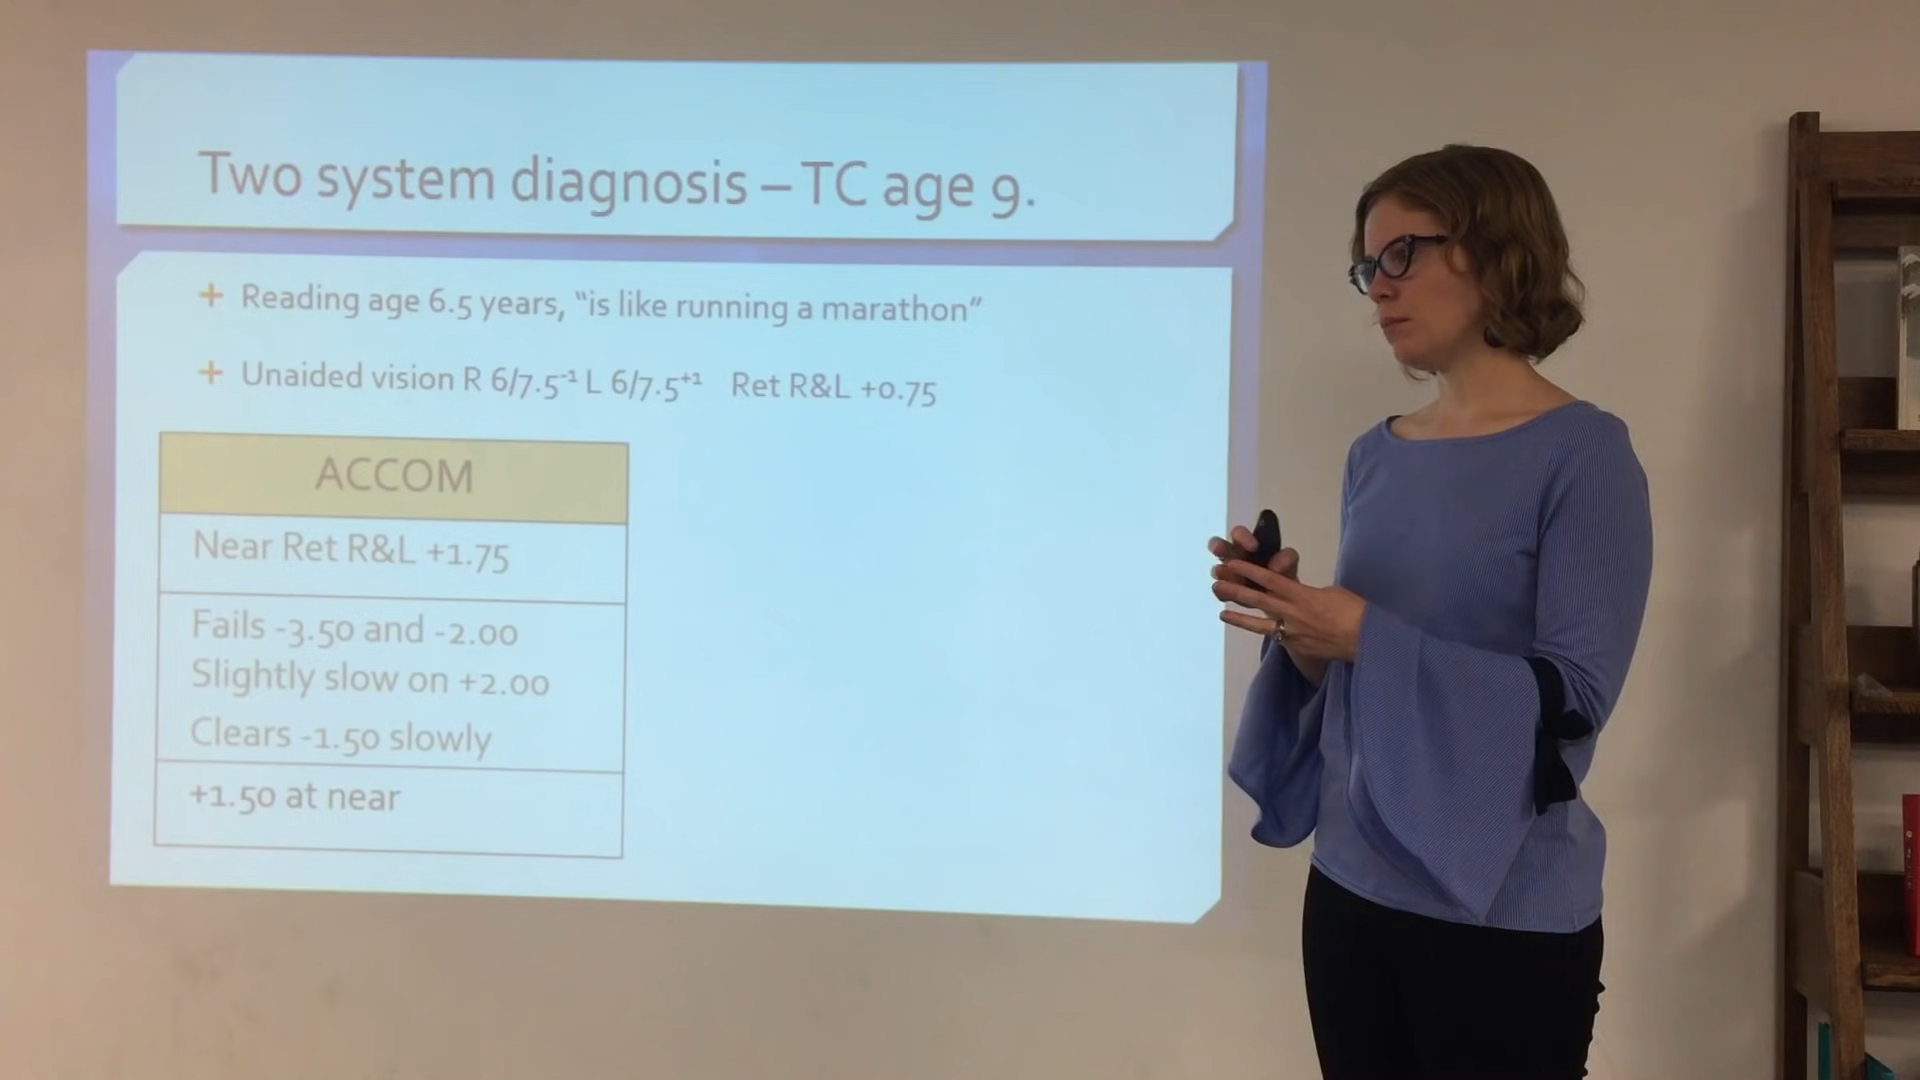 Two system diagnosis – TC age 9.
+ Reading age 6.5 years, “is like running a marathon”
+ Unaided vision R 6/7.5⁻¹ L 6/7.5⁺¹ Ret R&L +0.75
ACCOM
Near Ret R&L +1.75
Fails -3.50 and -2.00
Slightly slow on +2.00
Clears -1.50 slowly
+1.50 at near